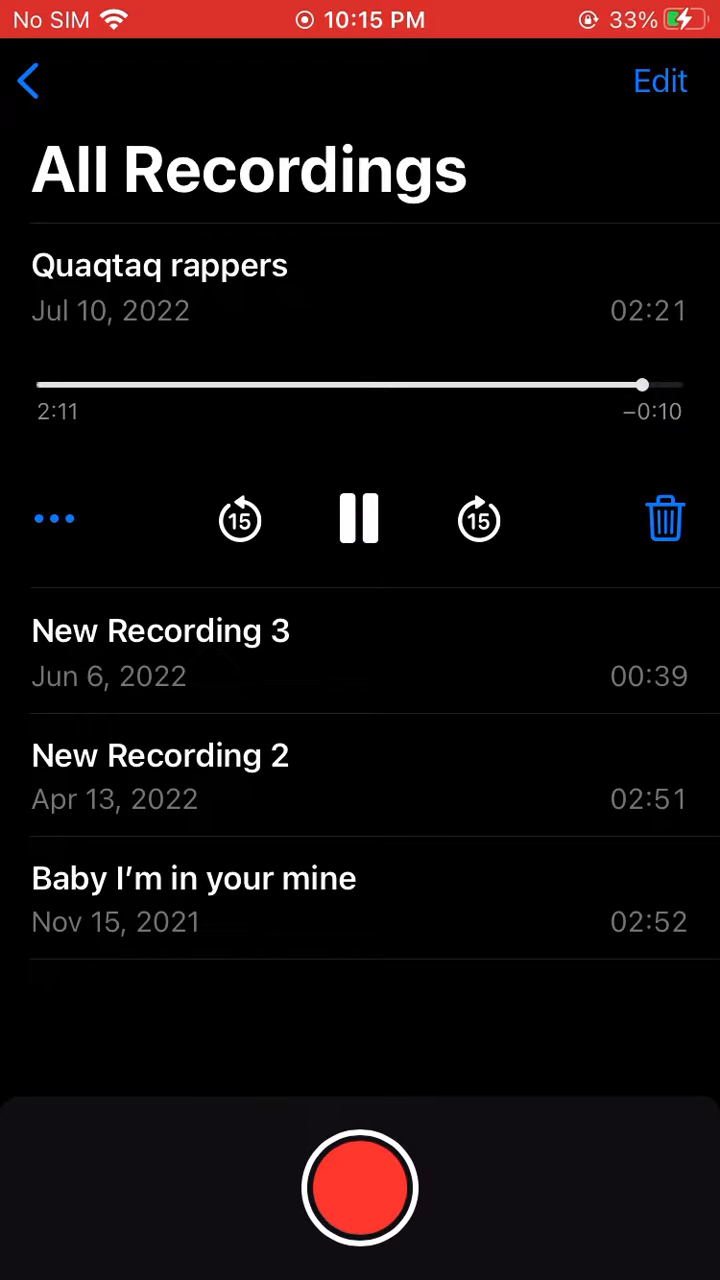 No SIM 10:15 PM 33%
Edit
All Recordings
Quaqtaq rappers
Jul 10, 2022 02:21
2:11 −0:10
15 15
New Recording 3
Jun 6, 2022 00:39
New Recording 2
Apr 13, 2022 02:51
Baby I’m in your mine
Nov 15, 2021 02:52